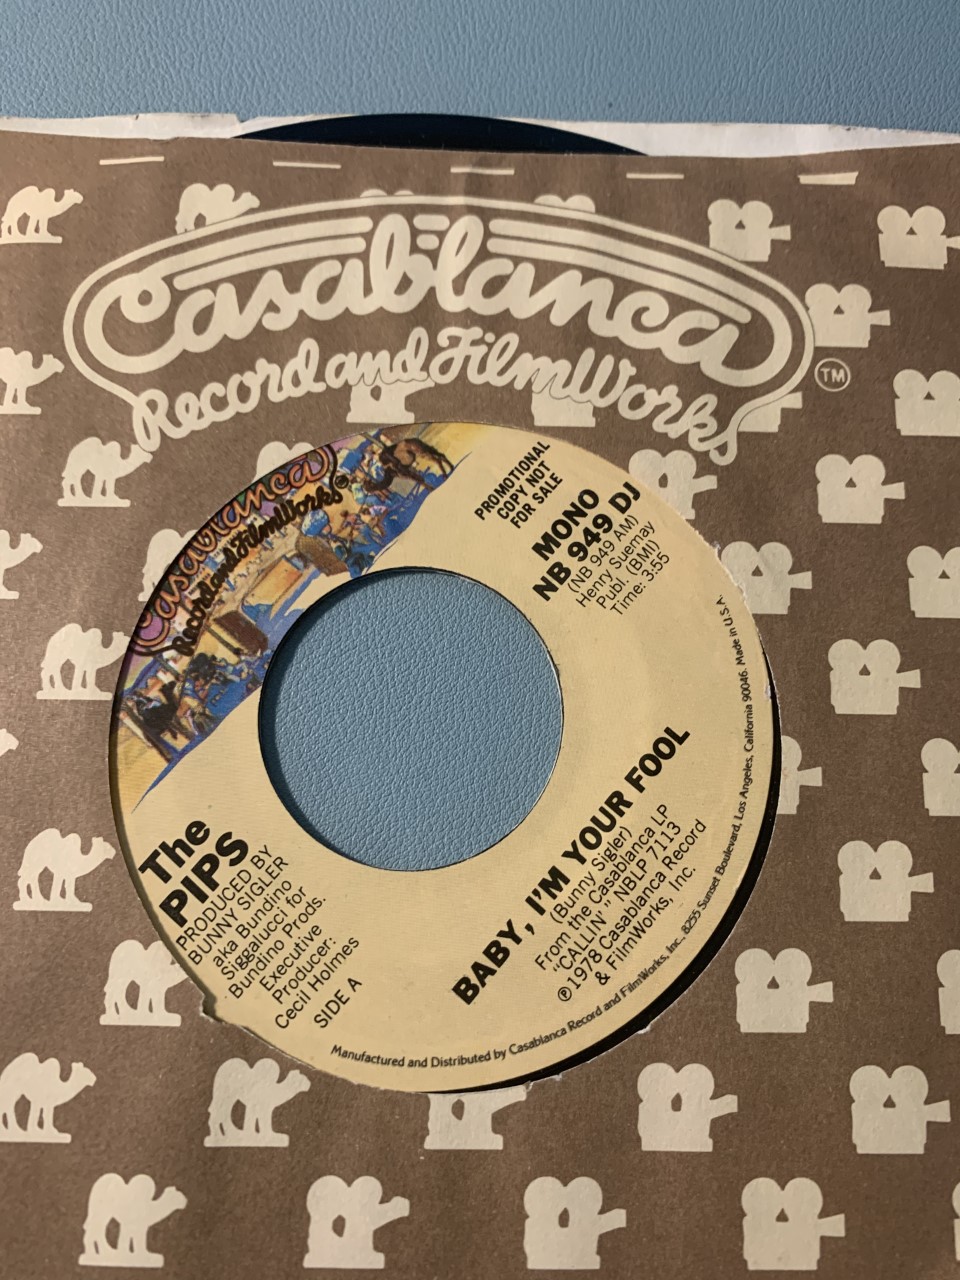 Casablanca
Record and FilmWorks
TM
Casablanca
Record and FilmWorks
PROMOTIONAL
COPY NOT
FOR SALE
MONO
NB 949 DJ
(NB 949 AM)
Henry Suemay
Publ. (BMI)
Time: 3:55
The
PIPS
PRODUCED BY
BUNNY SIGLER
aka Bundino
Siggalucci for
Bundino Prods.
Executive
Producer:
Cecil Holmes
SIDE A
BABY, I'M YOUR FOOL
(Bunny Sigler)
From the Casablanca LP
"CALLIN' " NBLP 7113
℗1978 Casablanca Record
& FilmWorks, Inc.
Manufactured and Distributed by Casablanca Record and FilmWorks, Inc., 8255 Sunset Boulevard, Los Angeles, California 90046. Made in U.S.A.